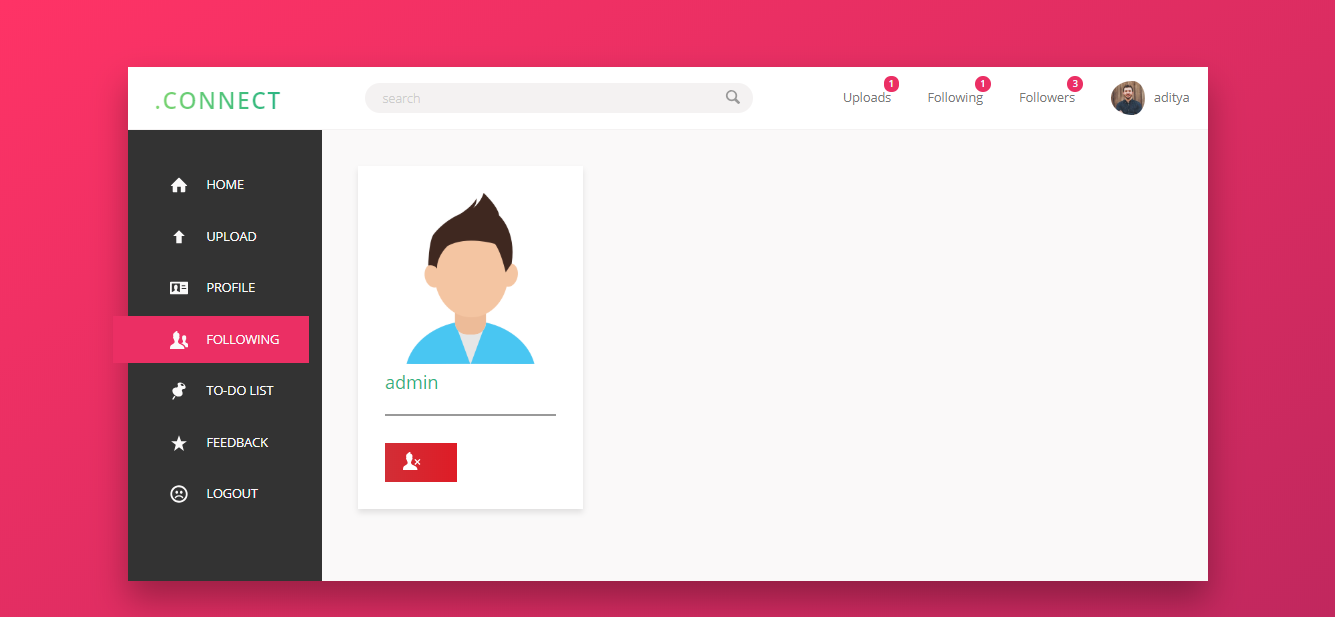 .CONNECT
search
Uploads 1
Following 1
Followers 3
aditya
HOME
UPLOAD
PROFILE
FOLLOWING
TO-DO LIST
FEEDBACK
LOGOUT
admin